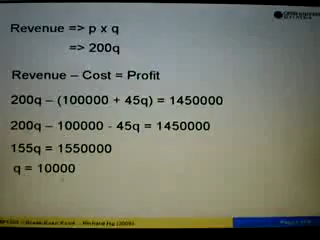 Revenue => p x q
=> 200q
Revenue – Cost = Profit
200q – (100000 + 45q) = 1450000
200q – 100000 - 45q = 1450000
155q = 1550000
q = 10000